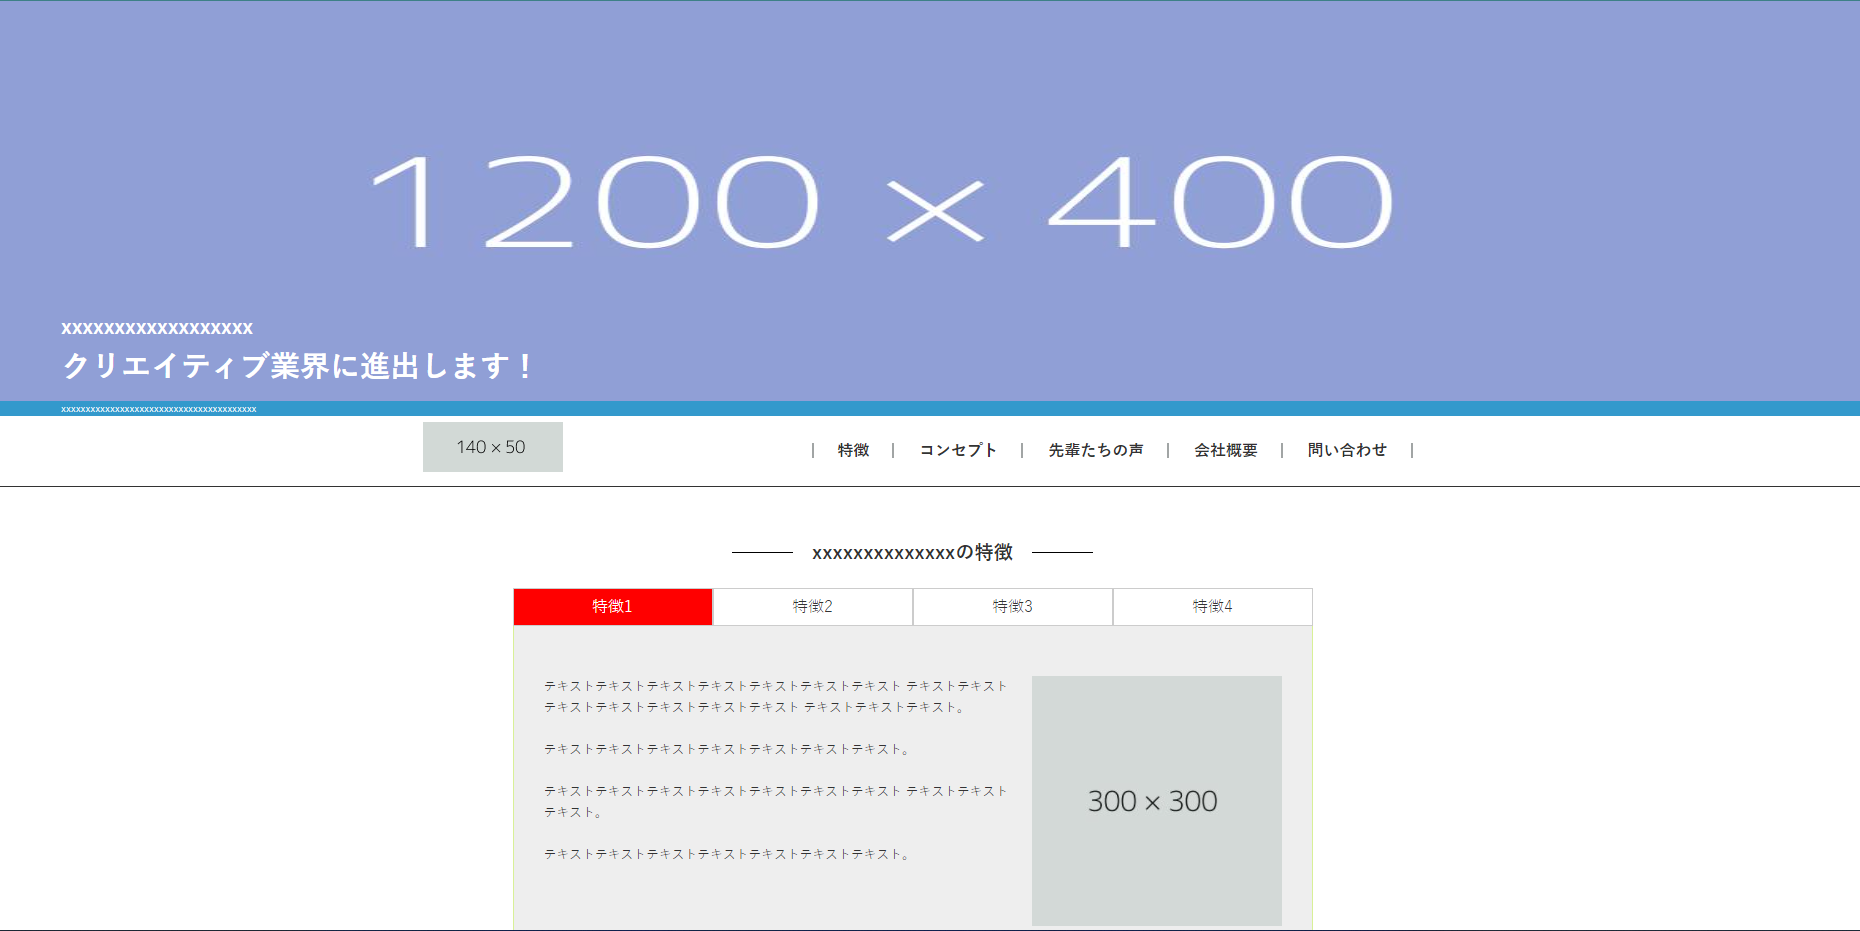 1200 × 400
xxxxxxxxxxxxxxxxxx
クリエイティブ業界に進出します！
xxxxxxxxxxxxxxxxxxxxxxxxxxxxxxxxxxxxxxxx
140 × 50
| 特徴 | コンセプト | 先輩たちの声 | 会社概要 | 問い合わせ |
xxxxxxxxxxxxxxの特徴
特徴1 特徴2 特徴3 特徴4
テキストテキストテキストテキストテキストテキストテキスト テキストテキスト
テキストテキストテキストテキストテキスト テキストテキストテキスト。
テキストテキストテキストテキストテキストテキストテキスト。
テキストテキストテキストテキストテキストテキストテキスト テキストテキスト
テキスト。
テキストテキストテキストテキストテキストテキストテキスト。
300 × 300